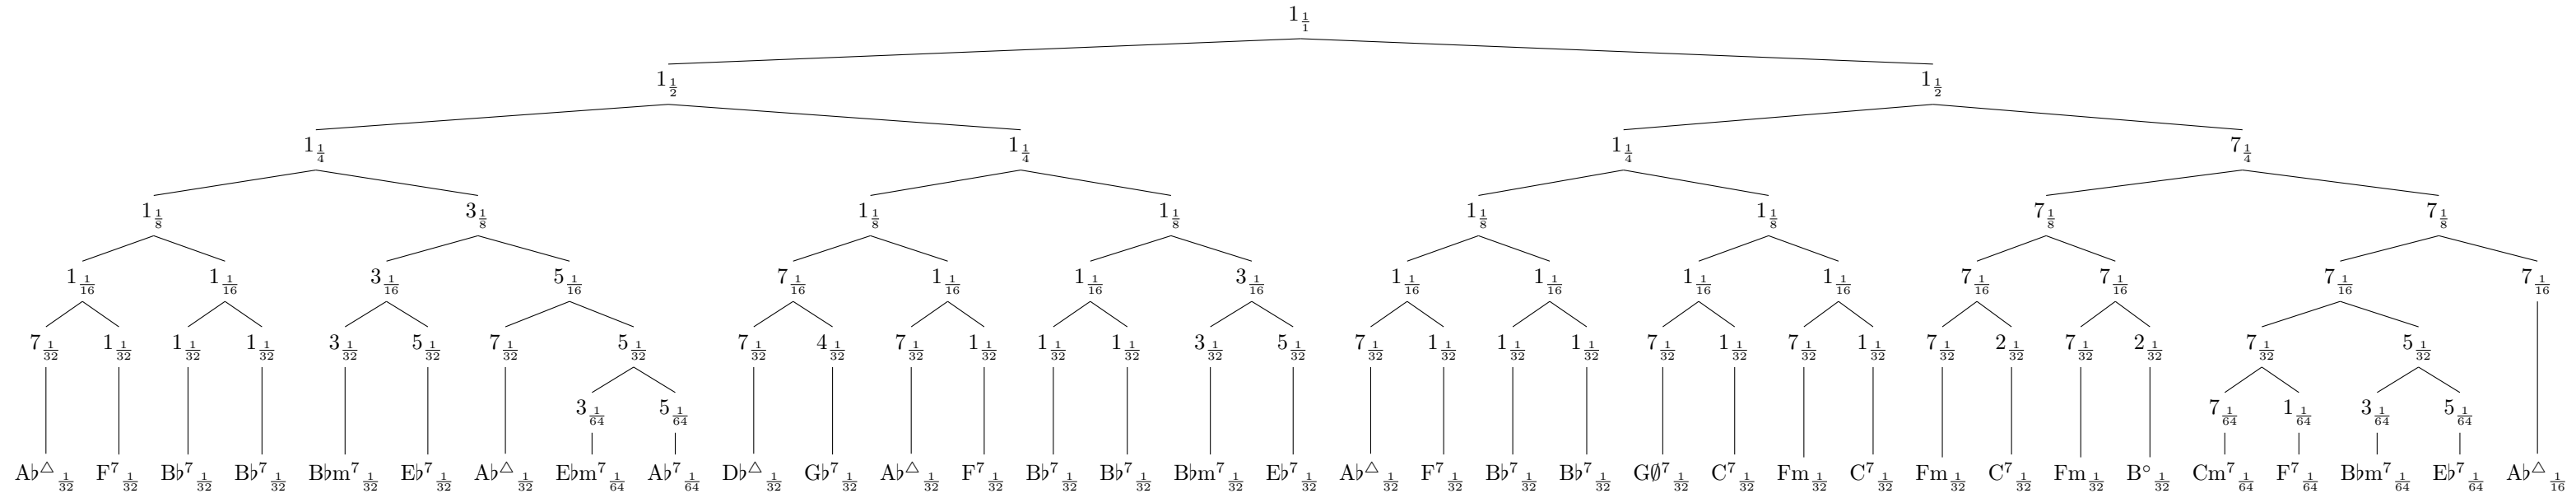 1 1/1
1 1/2 1 1/2
1 1/4 1 1/4 1 1/4 7 1/4
1 1/8 3 1/8 1 1/8 1 1/8 1 1/8 1 1/8 7 1/8 7 1/8
1 1/16 1 1/16 3 1/16 5 1/16 7 1/16 1 1/16 1 1/16 3 1/16 1 1/16 1 1/16 1 1/16 1 1/16 7 1/16 7 1/16 7 1/16 7 1/16
7 1/32 1 1/32 1 1/32 1 1/32 3 1/32 5 1/32 7 1/32 5 1/32 7 1/32 4 1/32 7 1/32 1 1/32 1 1/32 1 1/32 3 1/32 5 1/32 7 1/32 1 1/32 1 1/32 1 1/32 7 1/32 1 1/32 7 1/32 1 1/32 7 1/32 2 1/32 7 1/32 2 1/32 7 1/32 5 1/32
3 1/64 5 1/64 7 1/64 1 1/64 3 1/64 5 1/64
A♭△ 1/32 F⁷ 1/32 B♭⁷ 1/32 B♭⁷ 1/32 B♭m⁷ 1/32 E♭⁷ 1/32 A♭△ 1/32 E♭m⁷ 1/64 A♭⁷ 1/64 D♭△ 1/32 G♭⁷ 1/32 A♭△ 1/32 F⁷ 1/32 B♭⁷ 1/32 B♭⁷ 1/32 B♭m⁷ 1/32 E♭⁷ 1/32 A♭△ 1/32 F⁷ 1/32 B♭⁷ 1/32 B♭⁷ 1/32 G∅⁷ 1/32 C⁷ 1/32 Fm 1/32 C⁷ 1/32 Fm 1/32 C⁷ 1/32 Fm 1/32 B° 1/32 Cm⁷ 1/64 F⁷ 1/64 B♭m⁷ 1/64 E♭⁷ 1/64 A♭△ 1/16